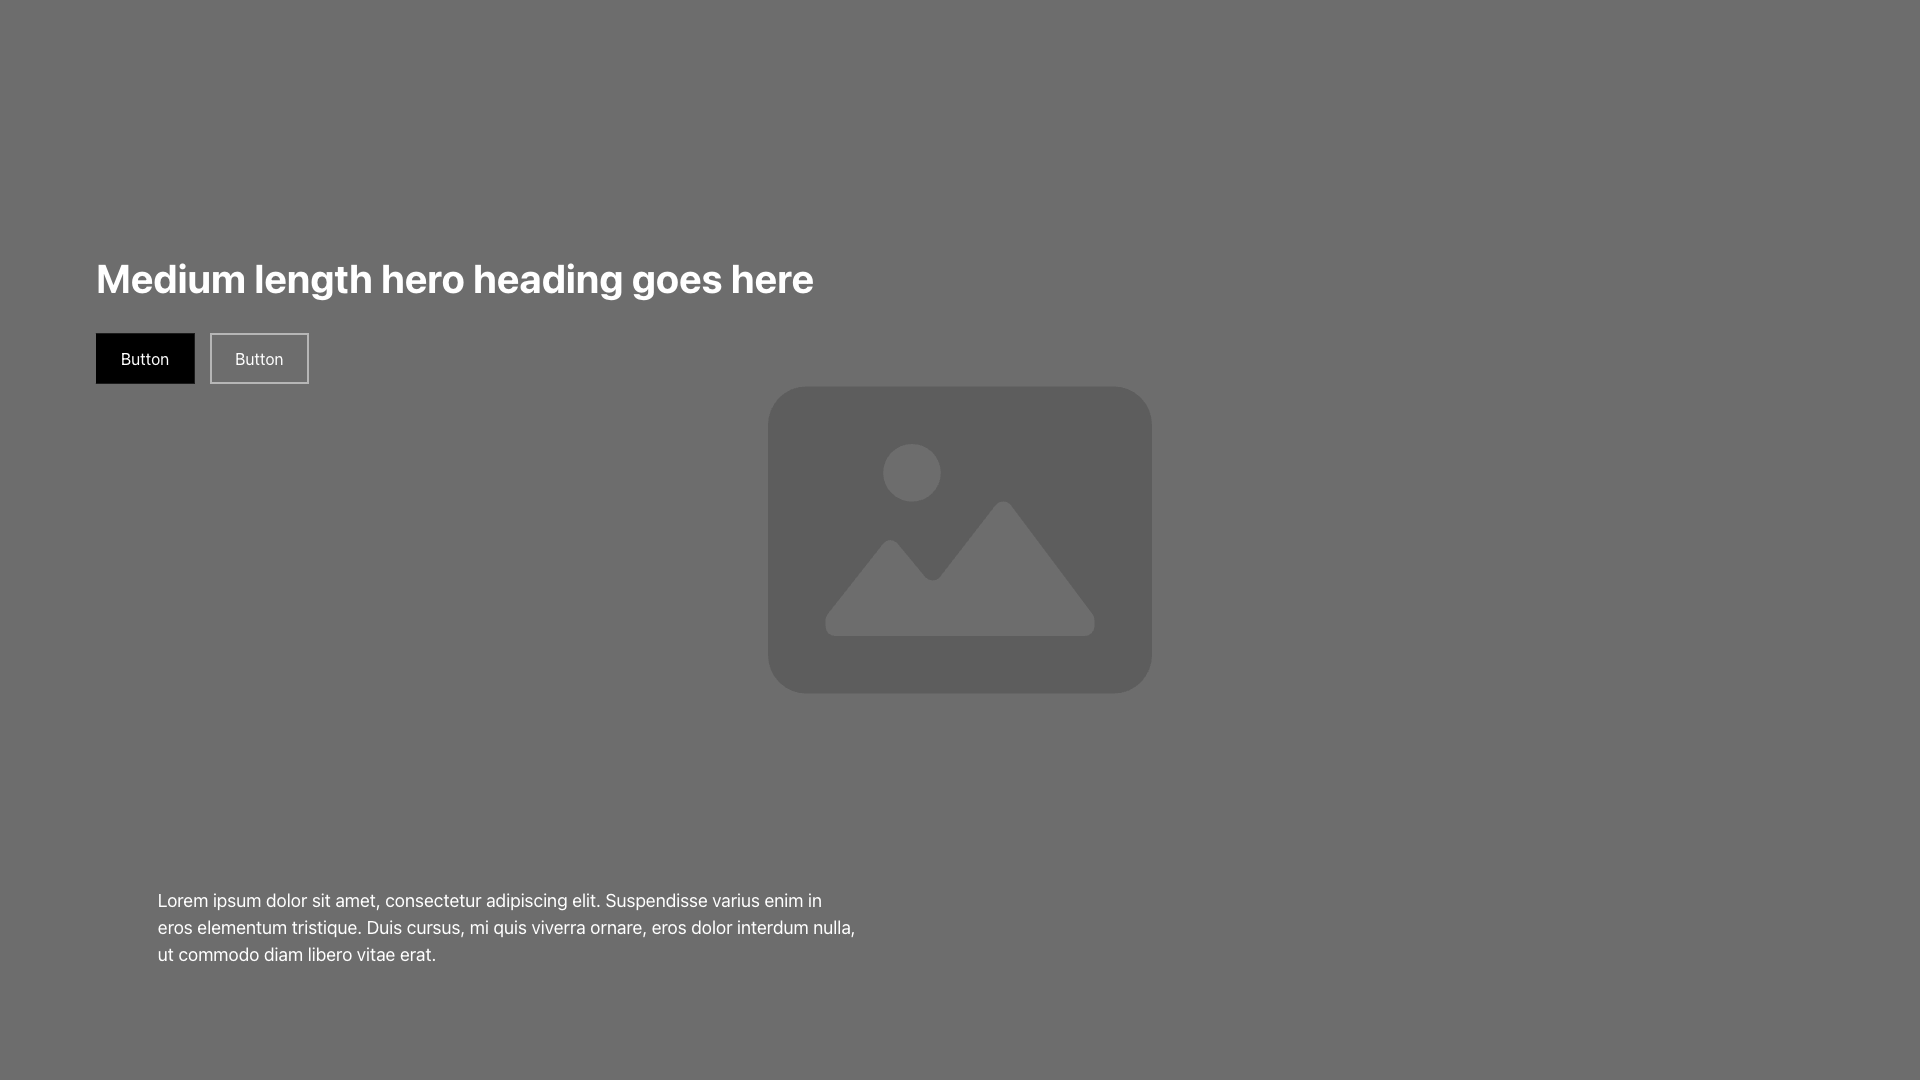 Medium length hero heading goes here
Button
Button
Lorem ipsum dolor sit amet, consectetur adipiscing elit. Suspendisse varius enim in
eros elementum tristique. Duis cursus, mi quis viverra ornare, eros dolor interdum nulla,
ut commodo diam libero vitae erat.